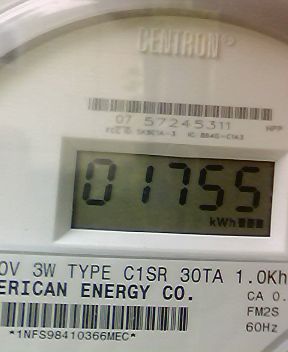 CENTRON®
07 57245311
01755
kWh
0V 3W TYPE C1SR 30TA 1.0Kh
ERICAN ENERGY CO.
CA 0.
FM2S
*1NFS98410366MEC*
60Hz